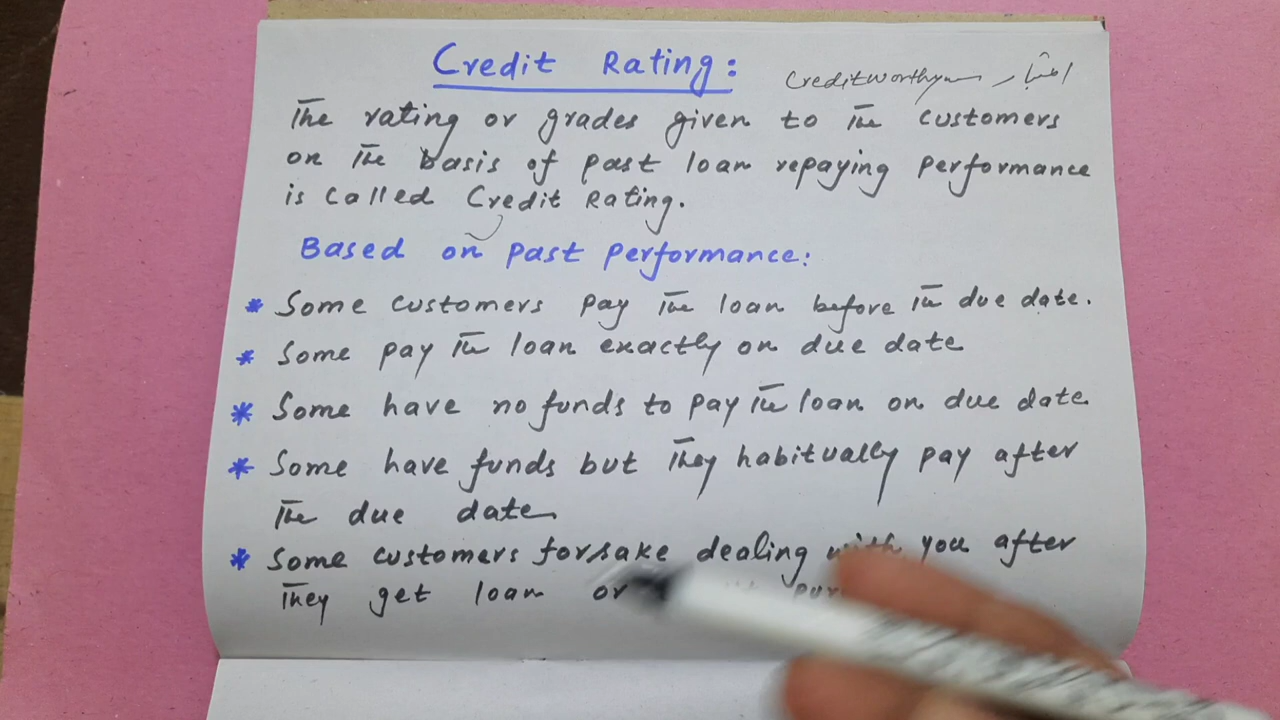 Credit Rating:
Creditworthyness اعتبار
The rating or grades given to the customers
on the basis of past loan repaying performance
is called Credit Rating.
Based on past performance:
* Some customers pay the loan before the due date.
* Some pay the loan exactly on due date
* Some have no funds to pay the loan on due date
* Some have funds but they habitually pay after
the due date.
* Some customers forsake dealing with you after
they get loan or